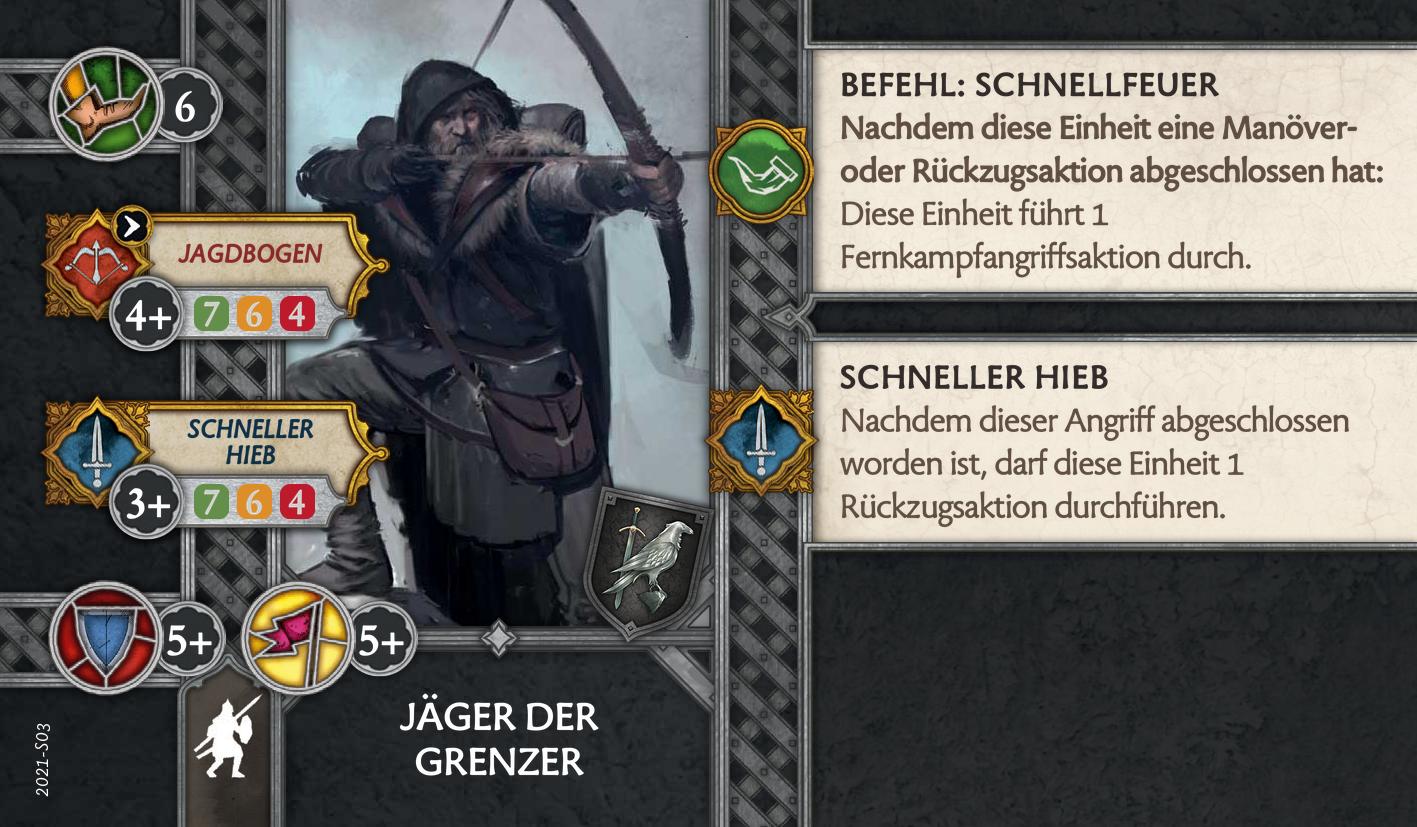 6
JAGDBOGEN
4+ 7 6 4
SCHNELLER
HIEB
3+ 7 6 4
5+ 5+
JÄGER DER
GRENZER
2021-S03
BEFEHL: SCHNELLFEUER
Nachdem diese Einheit eine Manöver-
oder Rückzugsaktion abgeschlossen hat:
Diese Einheit führt 1
Fernkampfangriffsaktion durch.
SCHNELLER HIEB
Nachdem dieser Angriff abgeschlossen
worden ist, darf diese Einheit 1
Rückzugsaktion durchführen.